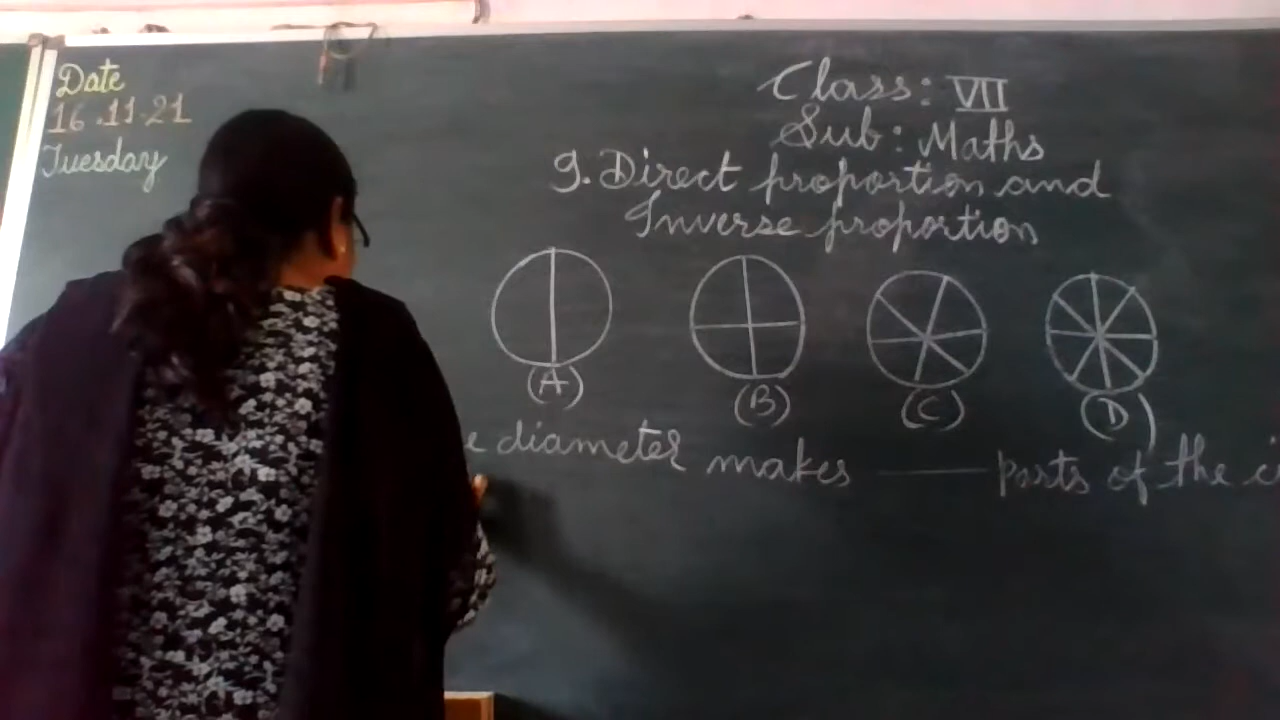 Date
16.11.21
Tuesday
Class: VII
Sub: Maths
9. Direct proportion and
Inverse proportion
(A) (B) (C) (D)
diameter makes —— parts of the